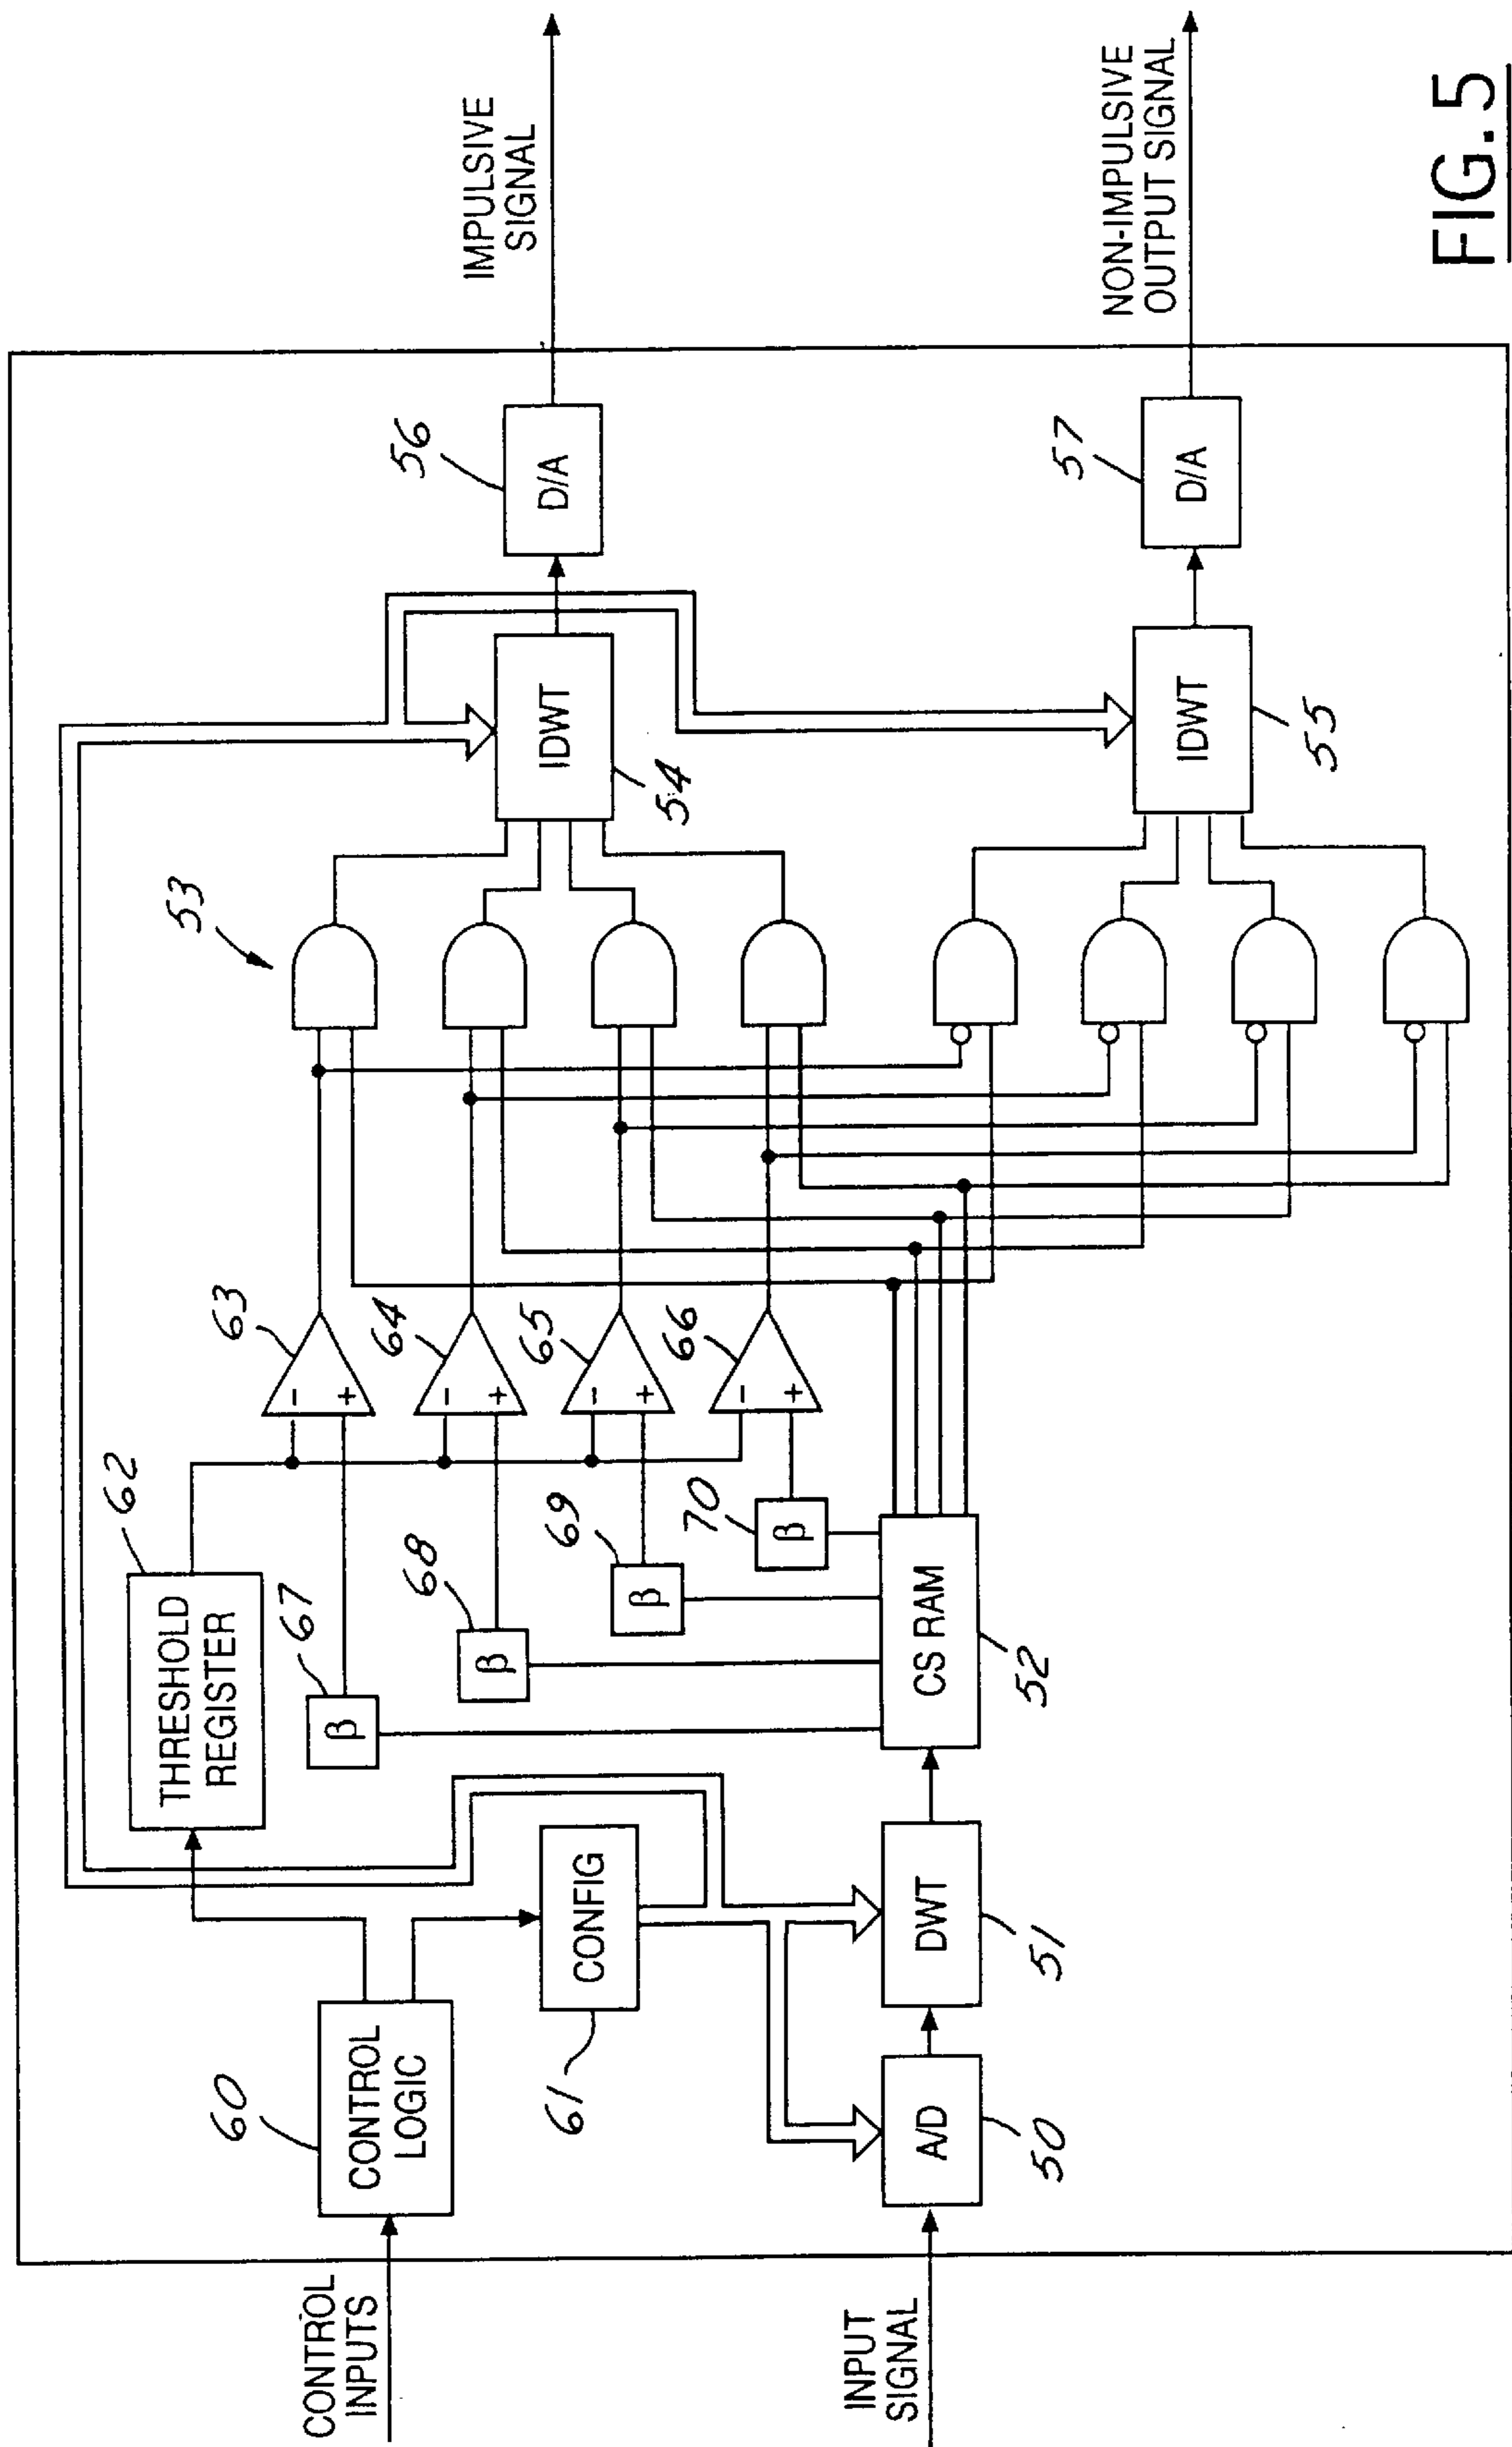 CONTROL
INPUTS
INPUT
SIGNAL
60
CONTROL
LOGIC
61
CONFIG
A/D
50
DWT
51
62
THRESHOLD
REGISTER
67
β
68
β
69
β
70
β
CS RAM
52
63
-
+
64
-
+
65
-
+
66
-
+
53
IDWT
54
IDWT
55
56
D/A
57
D/A
IMPULSIVE
SIGNAL
NON-IMPULSIVE
OUTPUT SIGNAL
FIG. 5